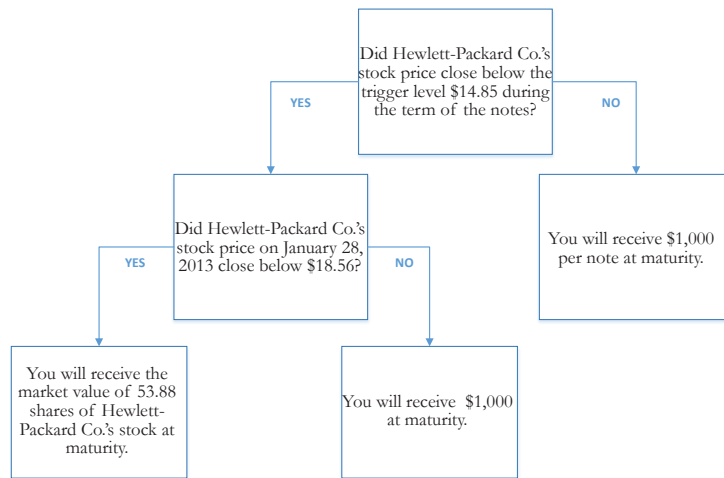 Did Hewlett-Packard Co.'s
stock price close below the
trigger level $14.85 during
the term of the notes?
YES
NO
Did Hewlett-Packard Co.'s
stock price on January 28,
2013 close below $18.56?
You will receive $1,000
per note at maturity.
YES
NO
You will receive the
market value of 53.88
shares of Hewlett-
Packard Co.'s stock at
maturity.
You will receive $1,000
at maturity.